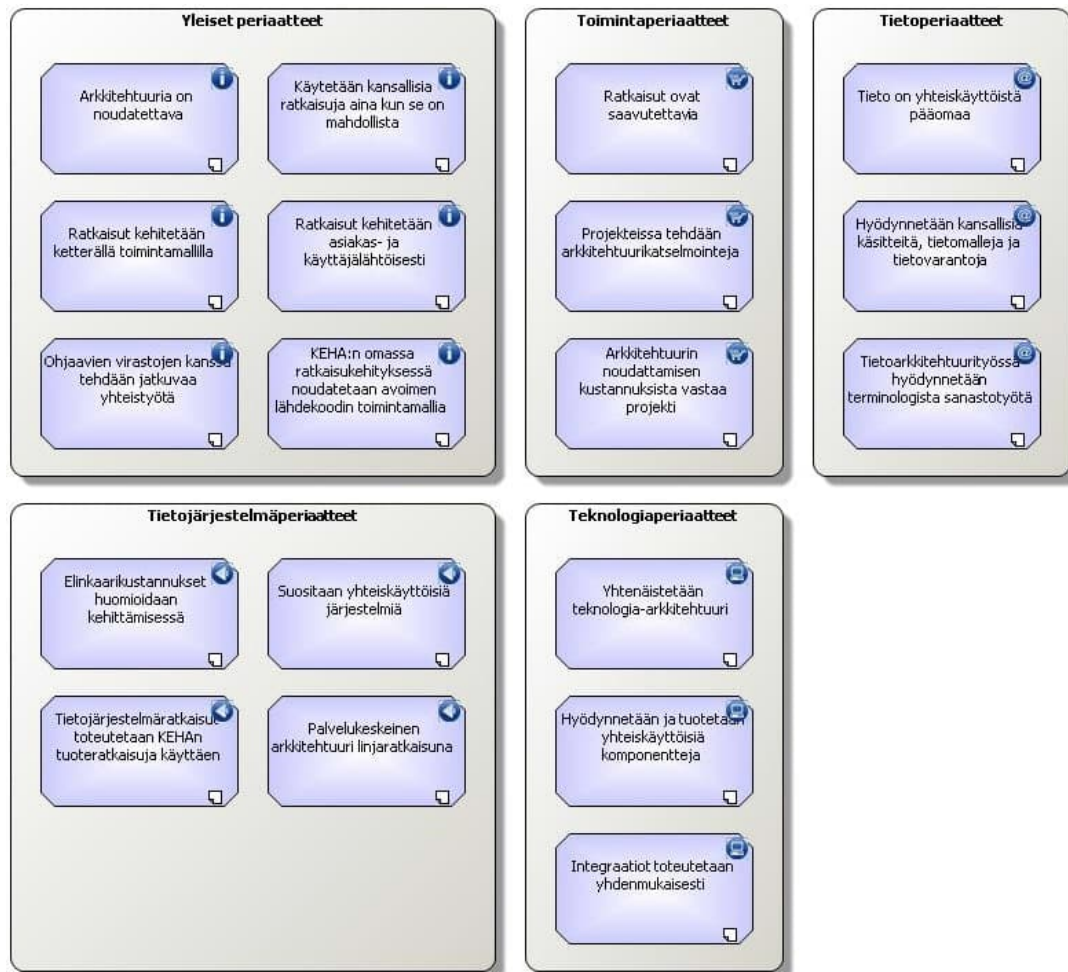 Yleiset periaatteet
Arkkitehtuuria on
noudatettava
Käytetään kansallisia
ratkaisuja aina kun se on
mahdollista
Ratkaisut kehitetään
ketterällä toimintamallilla
Ratkaisut kehitetään
asiakas- ja
käyttäjälähtöisesti
Ohjaavien virastojen kanssa
tehdään jatkuvaa
yhteistyötä
KEHA:n omassa
ratkaisukehityksessä
noudatetaan avoimen
lähdekoodin toimintamallia
Toimintaperiaatteet
Ratkaisut ovat
saavutettavia
Projekteissa tehdään
arkkitehtuurikatselmointeja
Arkkitehtuurin
noudattamisen
kustannuksista vastaa
projekti
Tietoperiaatteet
Tieto on yhteiskäyttöistä
pääomaa
Hyödynnetään kansallisia
käsitteitä, tietomalleja ja
tietovarantoja
Tietoarkkitehtuurityössä
hyödynnetään
terminologista sanastotyötä
Tietojärjestelmäperiaatteet
Elinkaarikustannukset
huomioidaan
kehittämisessä
Suositaan yhteiskäyttöisiä
järjestelmiä
Tietojärjestelmäratkaisut
toteutetaan KEHAn
tuoteratkaisuja käyttäen
Palvelukeskeinen
arkkitehtuuri linjaratkaisuna
Teknologiaperiaatteet
Yhtenäistetään
teknologia-arkkitehtuuri
Hyödynnetään ja tuotetaan
yhteiskäyttöisiä
komponentteja
Integraatiot toteutetaan
yhdenmukaisesti